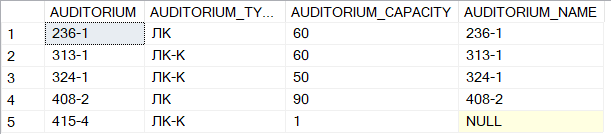 AUDITORIUM AUDITORIUM_TY... AUDITORIUM_CAPACITY AUDITORIUM_NAME
1 236-1 ЛК 60 236-1
2 313-1 ЛК-К 60 313-1
3 324-1 ЛК-К 50 324-1
4 408-2 ЛК 90 408-2
5 415-4 ЛК-К 1 NULL